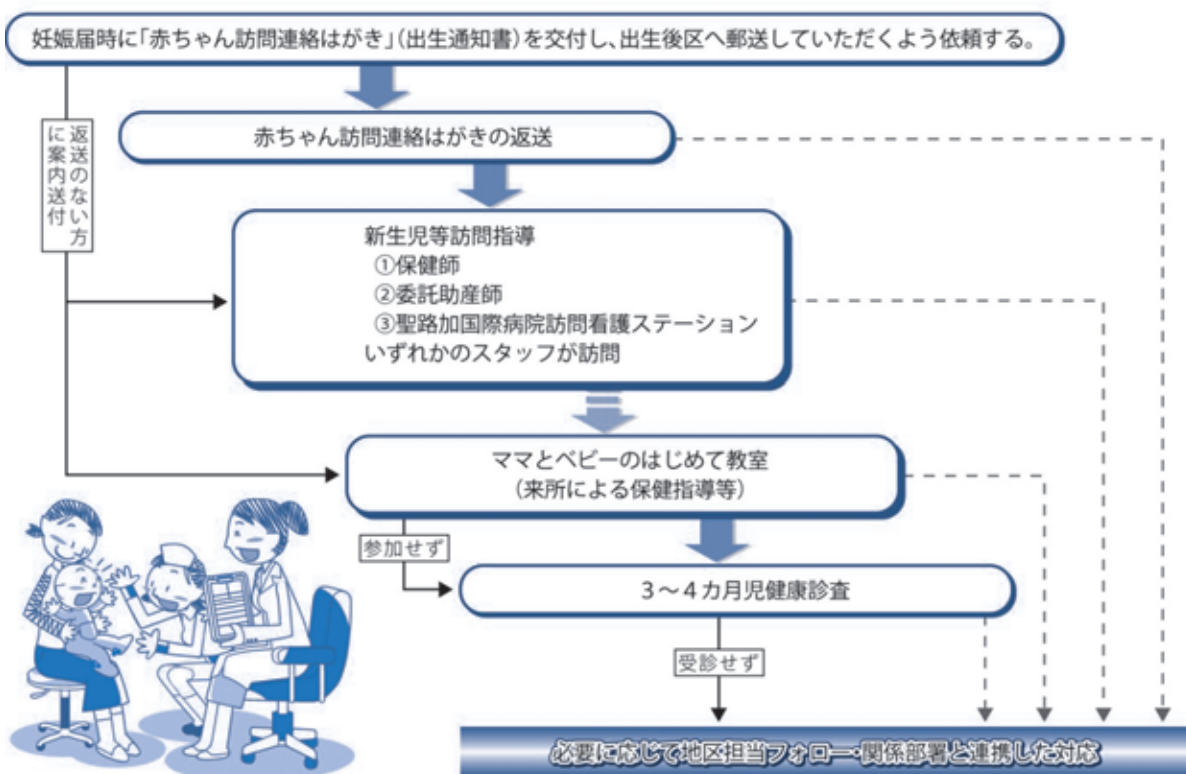 妊娠届時に「赤ちゃん訪問連絡はがき」(出生通知書)を交付し、出生後区へ郵送していただくよう依頼する。
返送のない方
に案内送付
赤ちゃん訪問連絡はがきの返送
新生児等訪問指導
①保健師
②委託助産師
③聖路加国際病院訪問看護ステーション
いずれかのスタッフが訪問
ママとベビーのはじめて教室
(来所による保健指導等)
参加せず
3〜4カ月児健康診査
受診せず
必要に応じて地区担当フォロー・関係部署と連携した対応